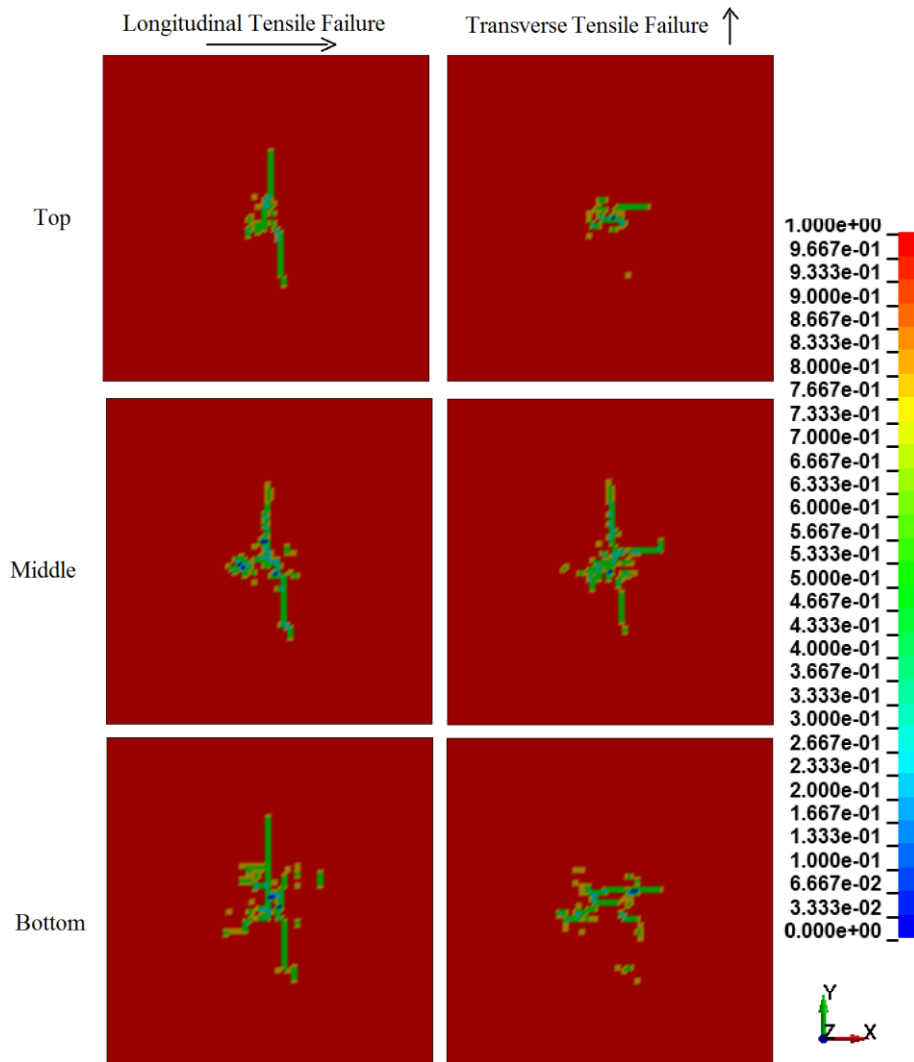 Longitudinal Tensile Failure
Transverse Tensile Failure
Top
Middle
Bottom
1.000e+00
9.667e-01
9.333e-01
9.000e-01
8.667e-01
8.333e-01
8.000e-01
7.667e-01
7.333e-01
7.000e-01
6.667e-01
6.333e-01
6.000e-01
5.667e-01
5.333e-01
5.000e-01
4.667e-01
4.333e-01
4.000e-01
3.667e-01
3.333e-01
3.000e-01
2.667e-01
2.333e-01
2.000e-01
1.667e-01
1.333e-01
1.000e-01
6.667e-02
3.333e-02
0.000e+00
Y
Z X